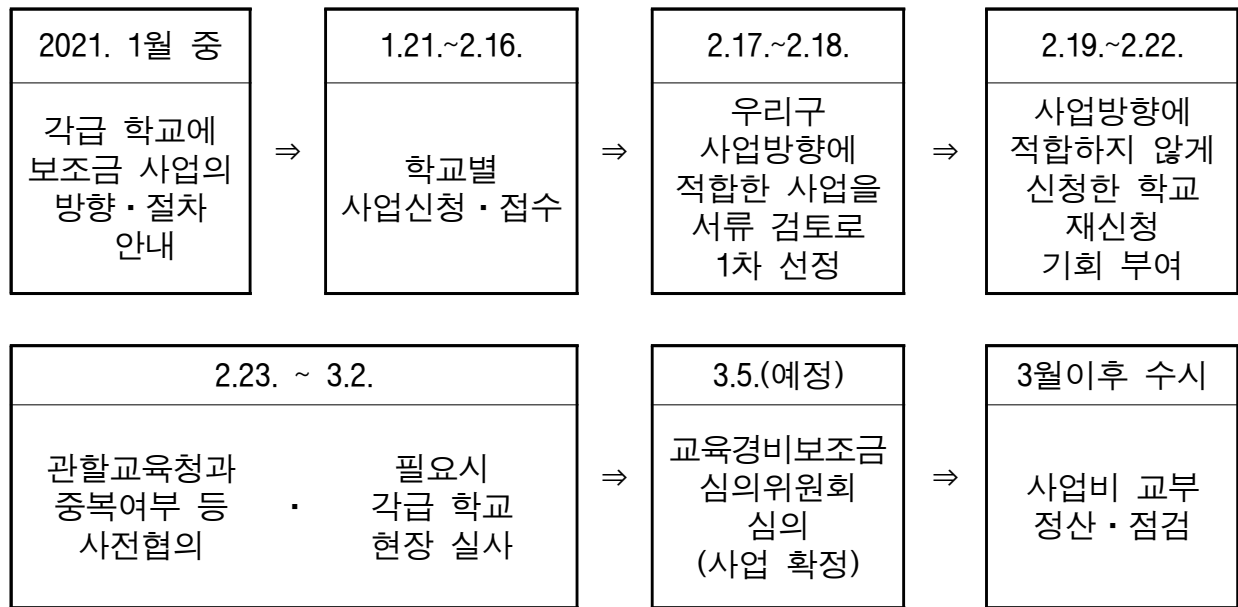 2021. 1월 중
각급 학교에
보조금 사업의
방향·절차
안내
⇒
1.21.~2.16.
학교별
사업신청·접수
⇒
2.17.~2.18.
우리구
사업방향에
적합한 사업을
서류 검토로
1차 선정
⇒
2.19.~2.22.
사업방향에
적합하지 않게
신청한 학교
재신청
기회 부여
2.23. ~ 3.2.
관할교육청과
중복여부 등
사전협의
·
필요시
각급 학교
현장 실사
⇒
3.5.(예정)
교육경비보조금
심의위원회
심의
(사업 확정)
⇒
3월이후 수시
사업비 교부
정산·점검